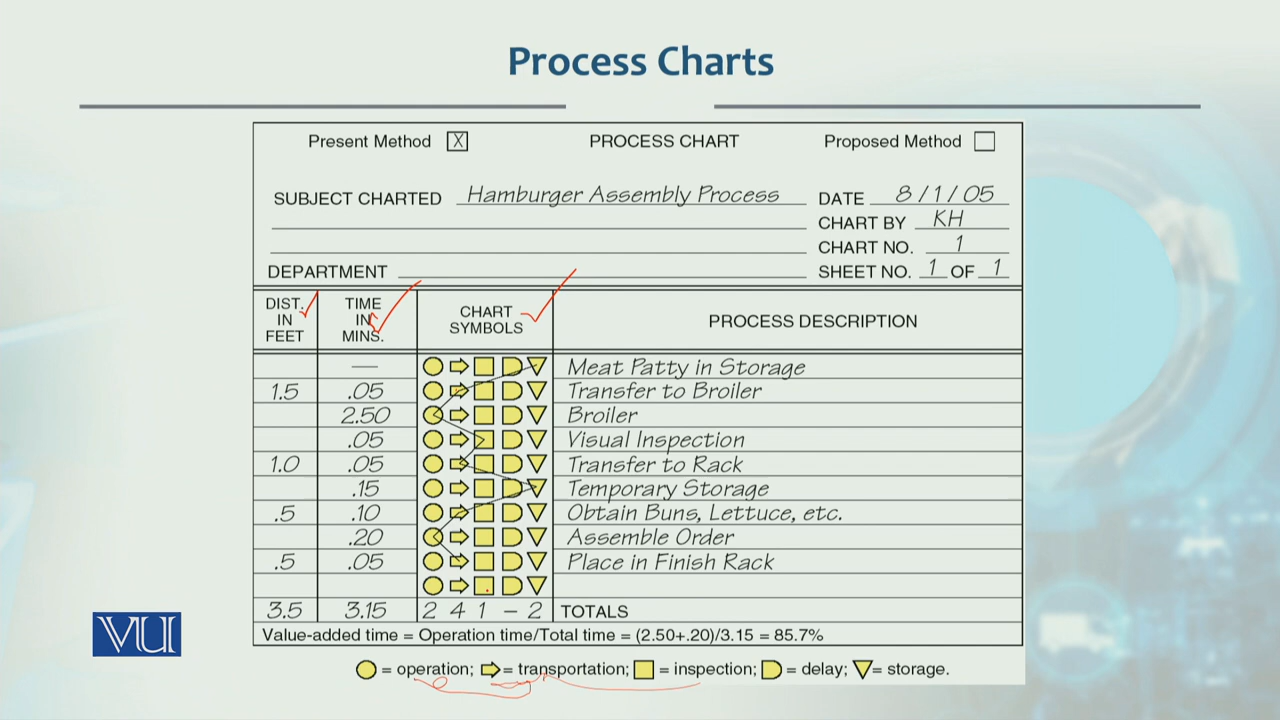 Process Charts
Present Method X PROCESS CHART Proposed Method
SUBJECT CHARTED Hamburger Assembly Process DATE 8/1/05
CHART BY KH
CHART NO. 1
DEPARTMENT SHEET NO. 1 OF 1
DIST. IN FEET TIME IN MINS. CHART SYMBOLS PROCESS DESCRIPTION
— Meat Patty in Storage
1.5 .05 Transfer to Broiler
2.50 Broiler
.05 Visual Inspection
1.0 .05 Transfer to Rack
.15 Temporary Storage
.5 .10 Obtain Buns, Lettuce, etc.
.20 Assemble Order
.5 .05 Place in Finish Rack
3.5 3.15 2 4 1 – 2 TOTALS
Value-added time = Operation time/Total time = (2.50+.20)/3.15 = 85.7%
= operation; = transportation; = inspection; = delay; = storage.
VU